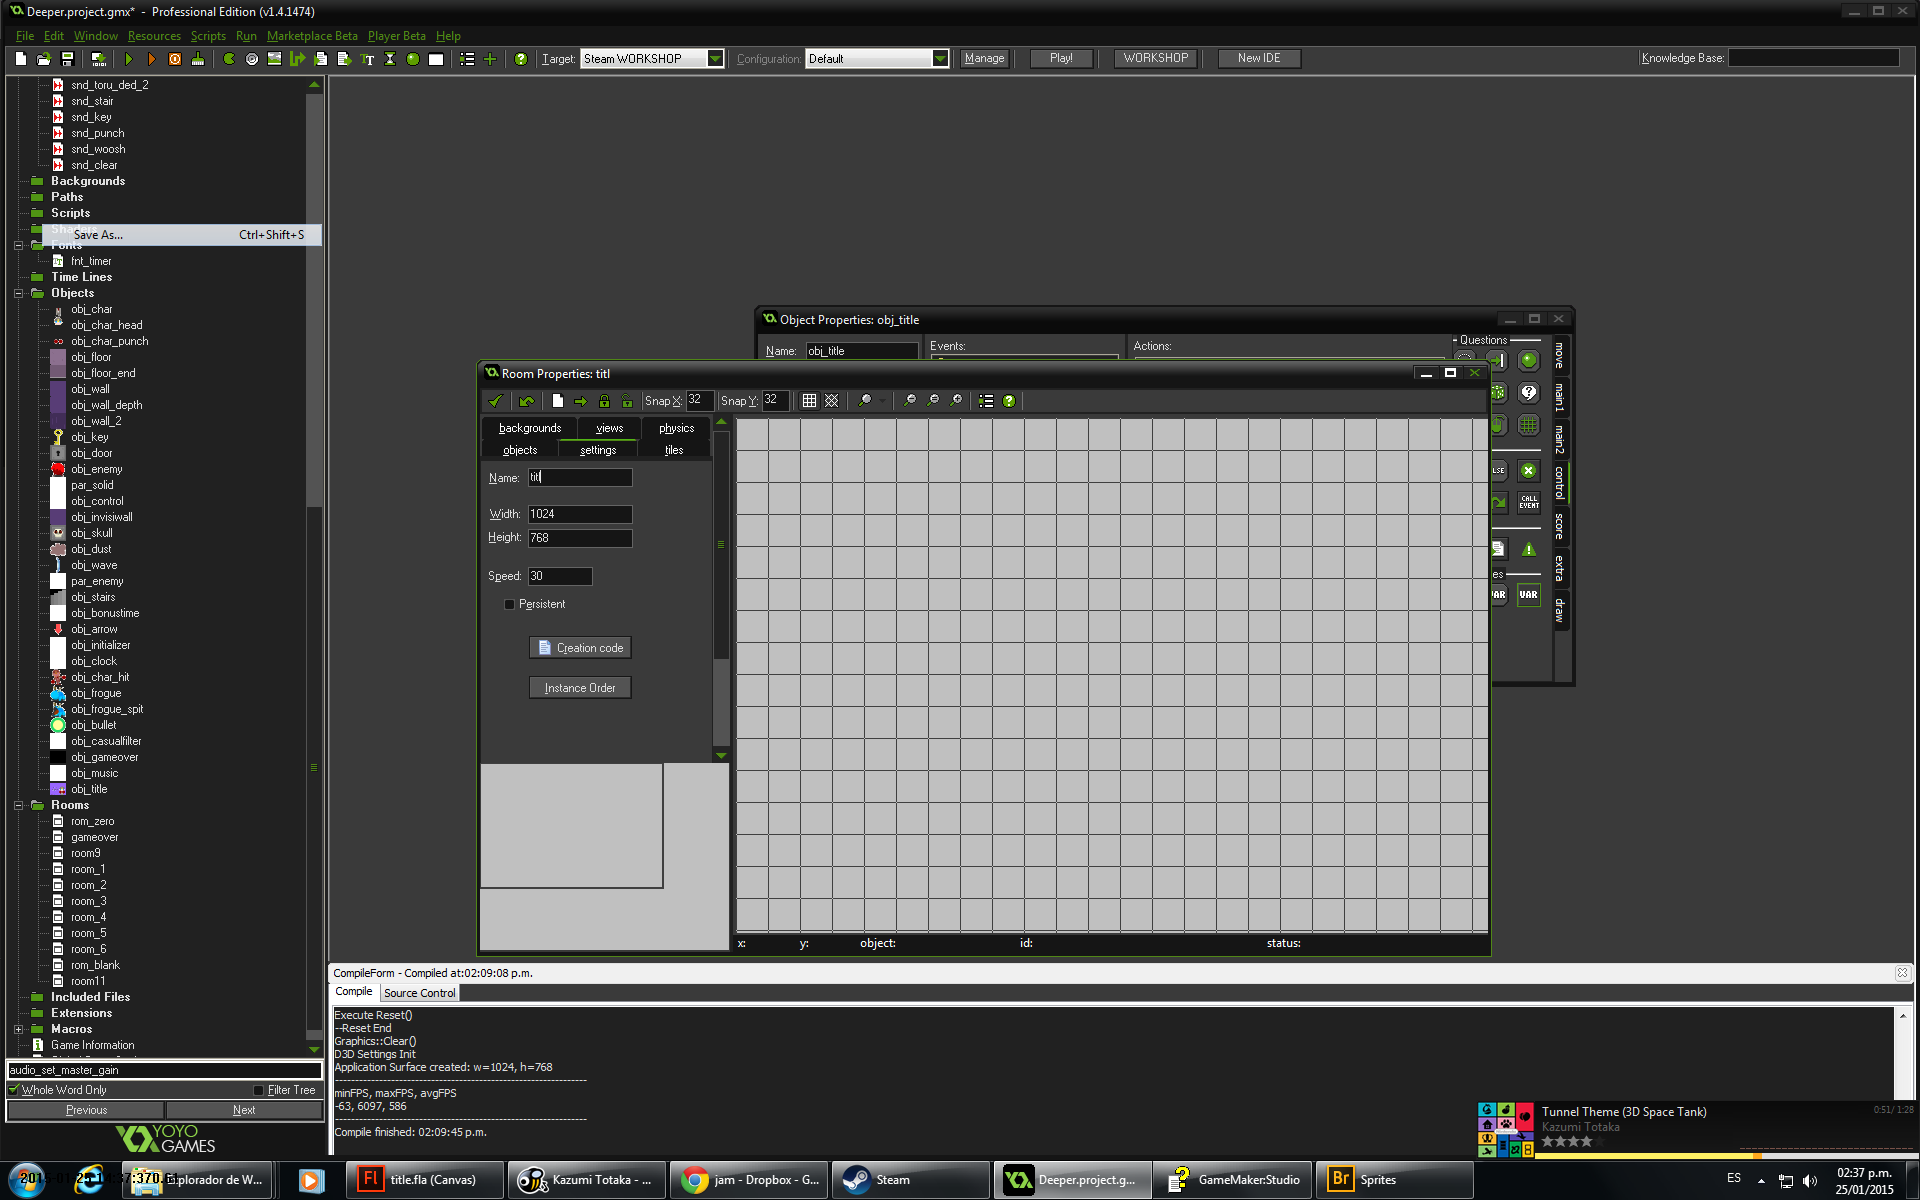 Deeper.project.gmx* - Professional Edition (v1.4.1474)
File Edit Window Resources Scripts Run Marketplace Beta Player Beta Help
Target: Steam WORKSHOP Configuration: Default Manage Play! WORKSHOP New IDE Knowledge Base:
snd_toru_ded_2
snd_stair
snd_key
snd_punch
snd_woosh
snd_clear
Backgrounds
Paths
Scripts
Shaders
Save As... Ctrl+Shift+S
Fonts
fnt_timer
Time Lines
Objects
obj_char
obj_char_head
obj_char_punch
obj_floor
obj_floor_end
obj_wall
obj_wall_depth
obj_wall_2
obj_key
obj_door
obj_enemy
par_solid
obj_control
obj_invisiwall
obj_skull
obj_dust
obj_wave
par_enemy
obj_stairs
obj_bonustime
obj_arrow
obj_initializer
obj_clock
obj_char_hit
obj_frogue
obj_frogue_spit
obj_bullet
obj_casualfilter
obj_gameover
obj_music
obj_title
Rooms
rom_zero
gameover
room9
room_1
room_2
room_3
room_4
room_5
room_6
rom_blank
room11
Included Files
Extensions
Macros
Game Information
audio_set_master_gain
Whole Word Only Filter Tree
Previous Next
YOYO GAMES
Object Properties: obj_title
Name: obj_title Events: Actions:
Questions
move
main1
main2
control
score
extra
draw
CALL EVENT
VAR
Room Properties: titl
Snap X: 32 Snap Y: 32
backgrounds views physics
objects settings tiles
Name: titl
Width: 1024
Height: 768
Speed: 30
Persistent
Creation code
Instance Order
x: y: object: id: status:
CompileForm - Compiled at:02:09:08 p.m.
Compile Source Control
Execute Reset()
--Reset End
Graphics::Clear()
D3D Settings Init
Application Surface created: w=1024, h=768
minFPS, maxFPS, avgFPS
-63, 6097, 586
Compile finished: 02:09:45 p.m.
Tunnel Theme (3D Space Tank) 0:51/ 1:28
Kazumi Totaka
Explorador de W...
title.fla (Canvas)
Kazumi Totaka - ...
jam - Dropbox - G...
Steam
Deeper.project.g...
GameMaker:Studio
Sprites
ES
02:37 p.m.
25/01/2015